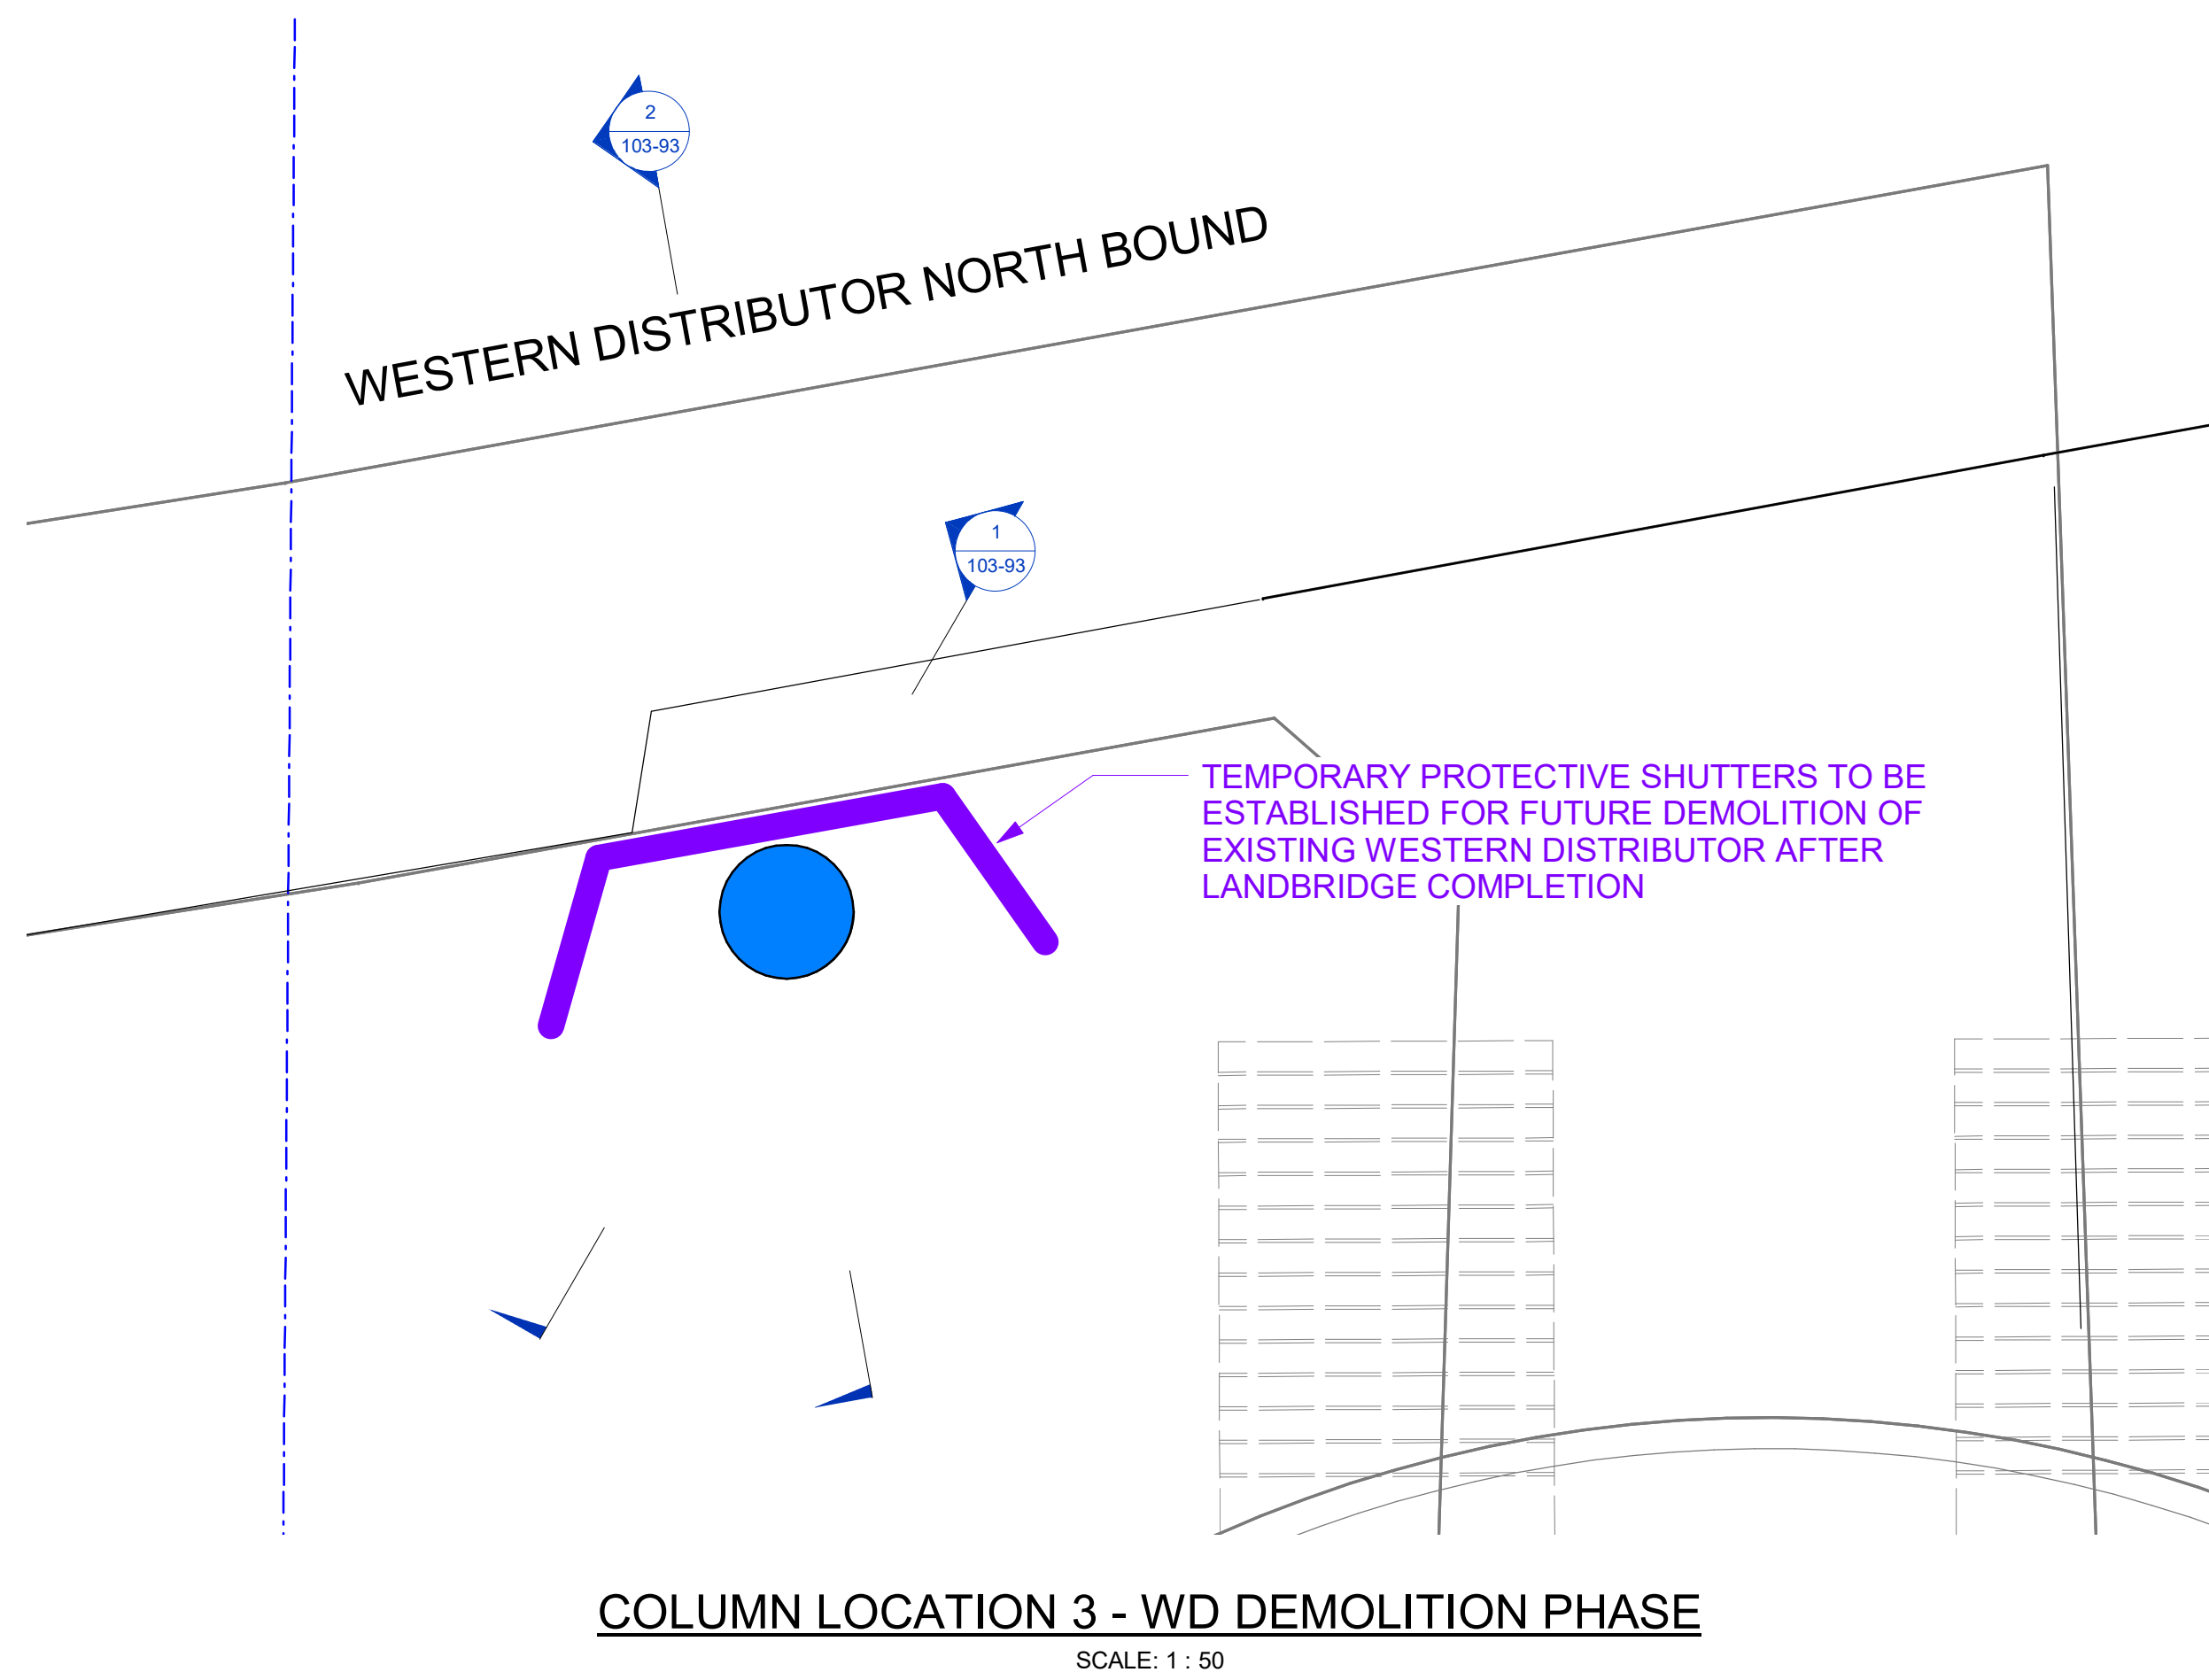 2
103-93
WESTERN DISTRIBUTOR NORTH BOUND
1
103-93
TEMPORARY PROTECTIVE SHUTTERS TO BE
ESTABLISHED FOR FUTURE DEMOLITION OF
EXISTING WESTERN DISTRIBUTOR AFTER
LANDBRIDGE COMPLETION
COLUMN LOCATION 3 - WD DEMOLITION PHASE
SCALE: 1 : 50